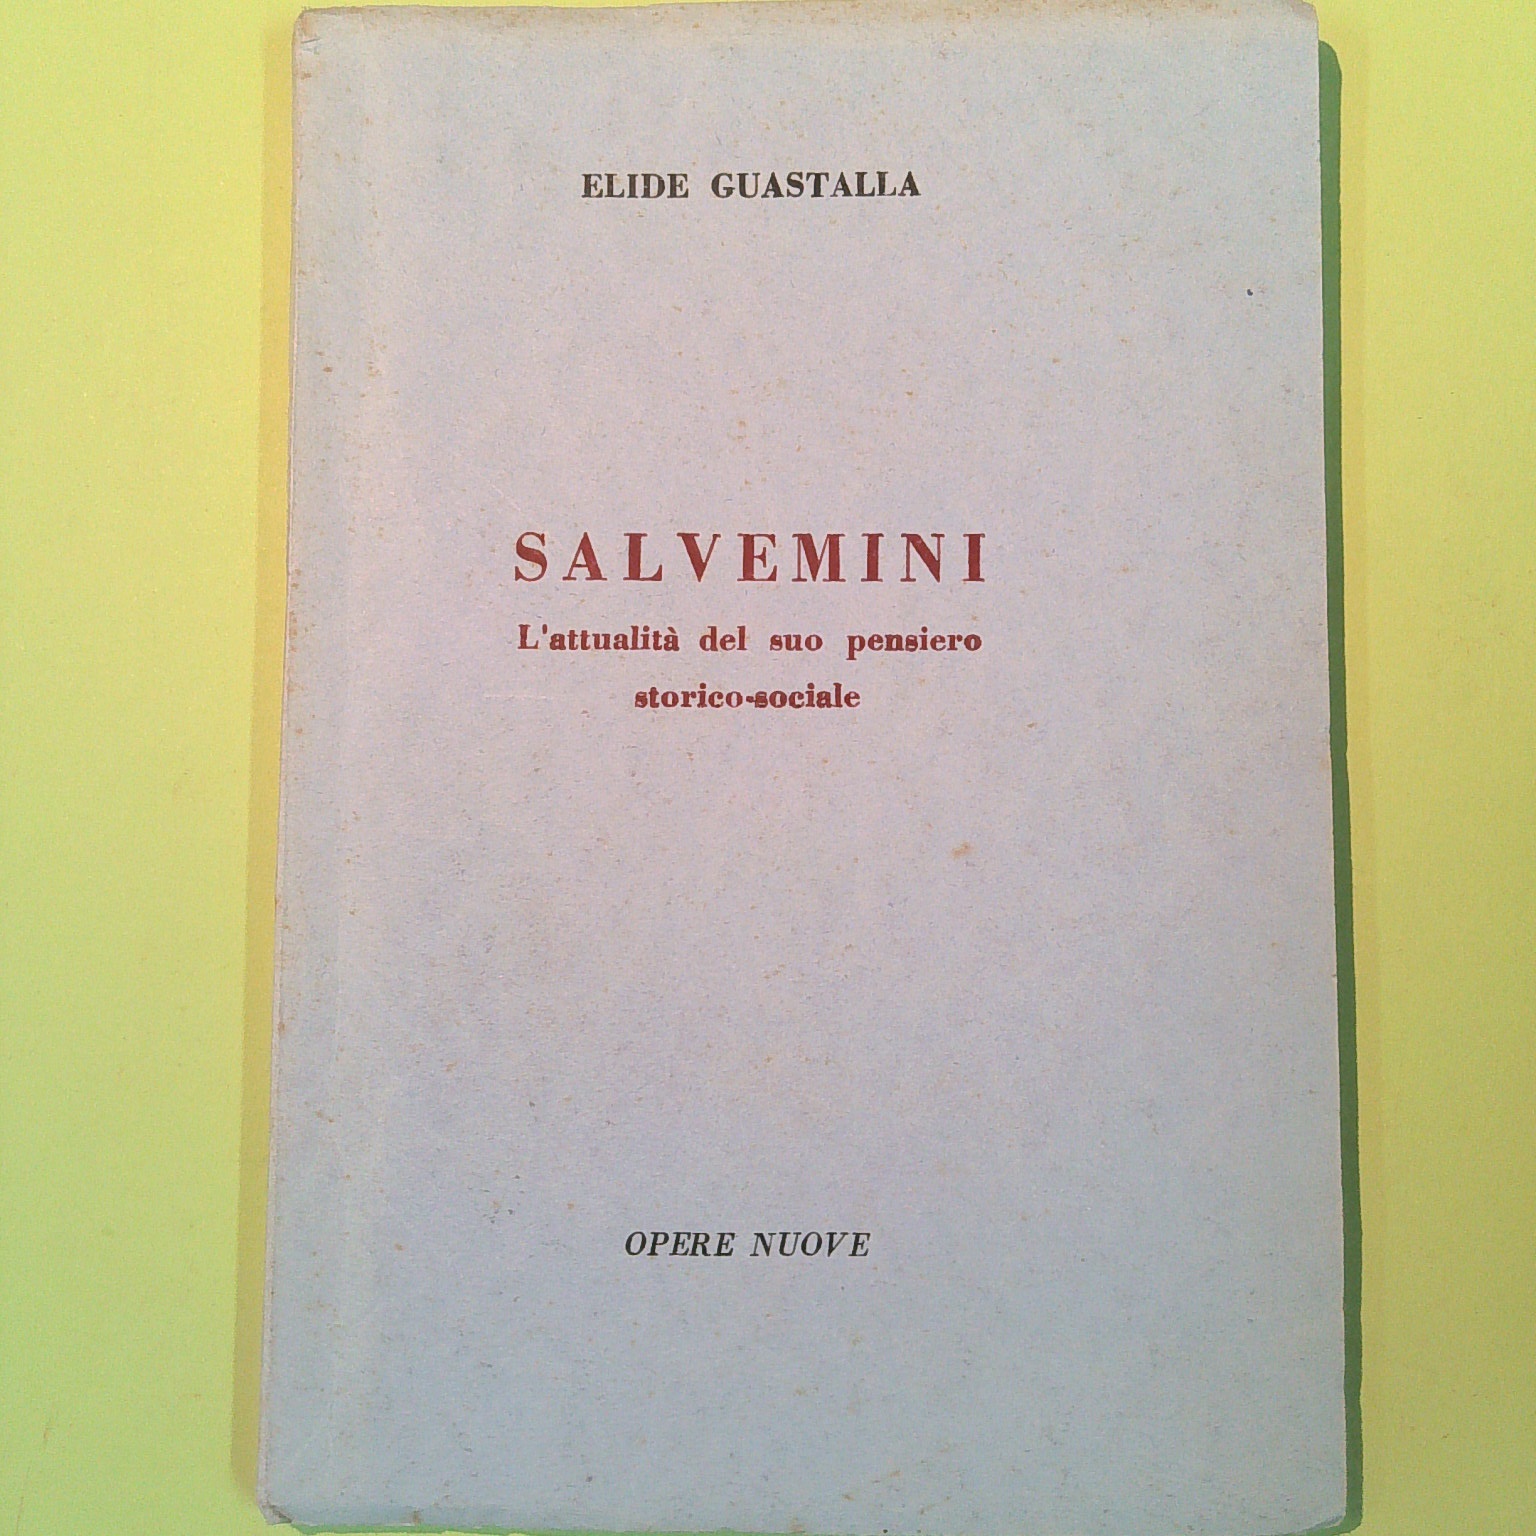 ELIDE GUASTALLA
SALVEMINI
L'attualità del suo pensiero
storico-sociale
OPERE NUOVE